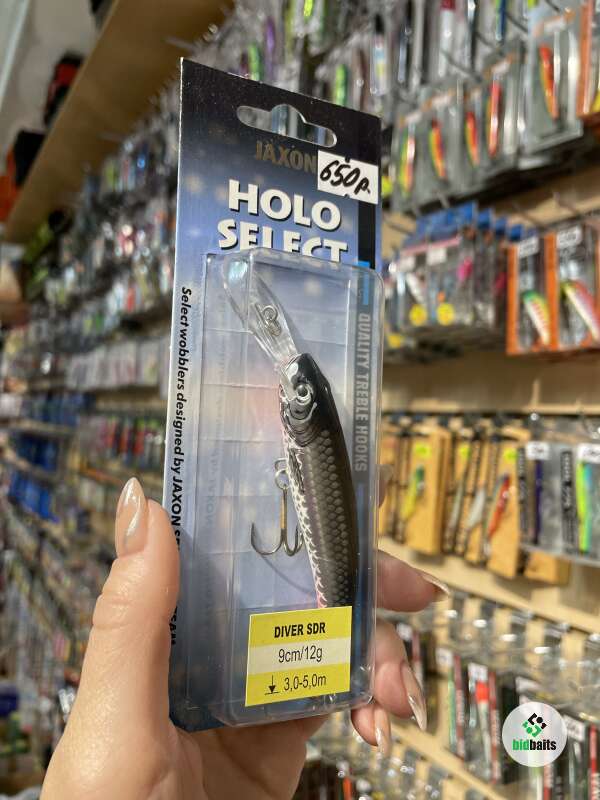 JAXON
650р.
HOLO
SELECT
QUALITY TREBLE HOOKS
Select wobblers designed by JAXON
TEAM
DIVER SDR
9cm/12g
3,0-5,0m
bidbaits